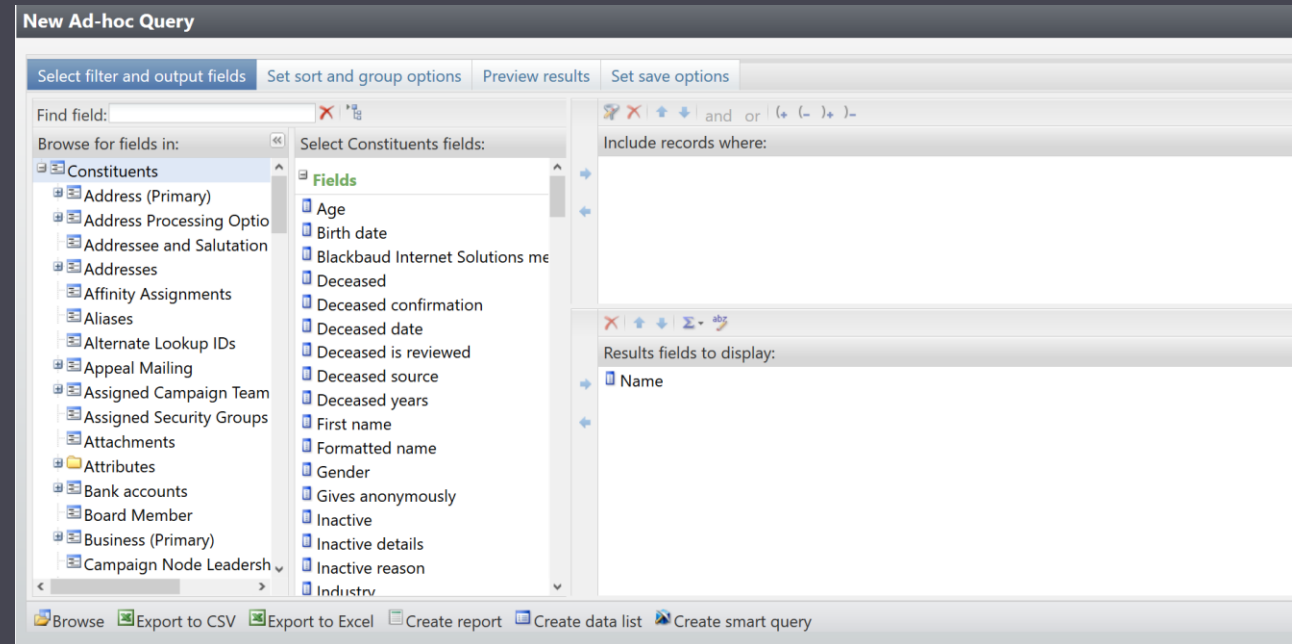 New Ad-hoc Query
Select filter and output fields Set sort and group options Preview results Set save options
Find field:
and or (+ (- )+ )-
Browse for fields in:
Select Constituents fields:
Include records where:
Constituents
Address (Primary)
Address Processing Optio
Addressee and Salutation
Addresses
Affinity Assignments
Aliases
Alternate Lookup IDs
Appeal Mailing
Assigned Campaign Team
Assigned Security Groups
Attachments
Attributes
Bank accounts
Board Member
Business (Primary)
Campaign Node Leadersh
Fields
Age
Birth date
Blackbaud Internet Solutions me
Deceased
Deceased confirmation
Deceased date
Deceased is reviewed
Deceased source
Deceased years
First name
Formatted name
Gender
Gives anonymously
Inactive
Inactive details
Inactive reason
Industry
Σ abc
Results fields to display:
Name
Browse Export to CSV Export to Excel Create report Create data list Create smart query